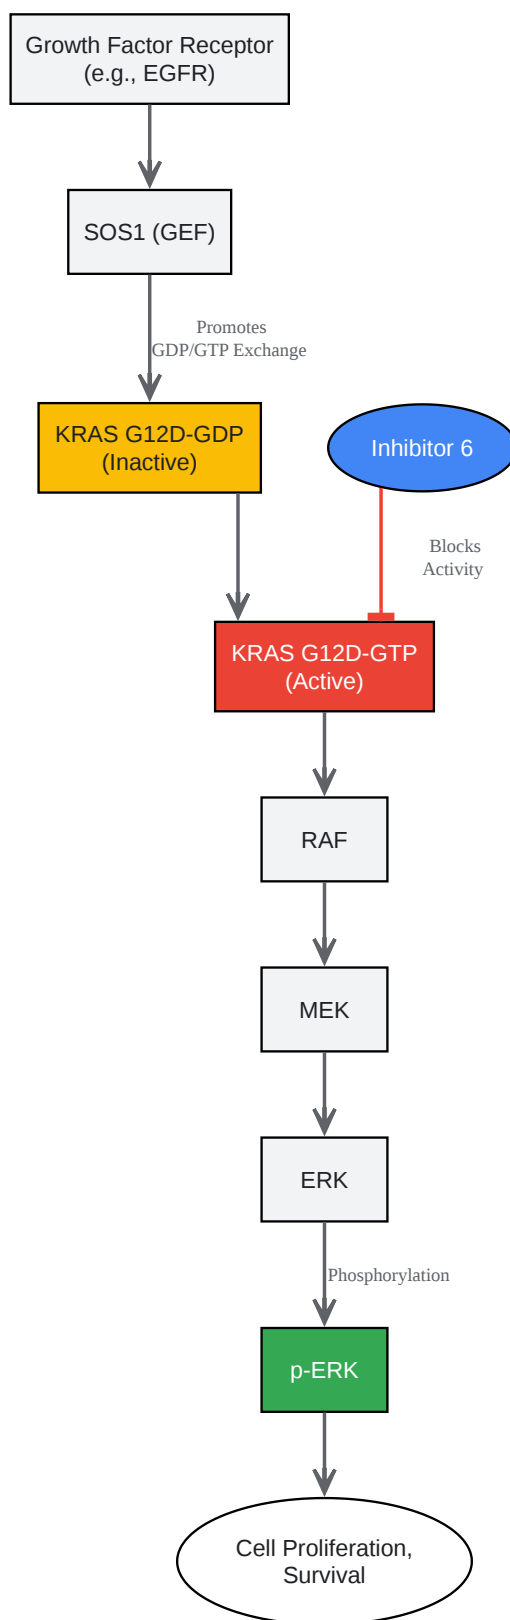 Growth Factor Receptor
(e.g., EGFR)
SOS1 (GEF)
Promotes
GDP/GTP Exchange
KRAS G12D-GDP
(Inactive)
Inhibitor 6
Blocks
Activity
KRAS G12D-GTP
(Active)
RAF
MEK
ERK
Phosphorylation
p-ERK
Cell Proliferation,
Survival